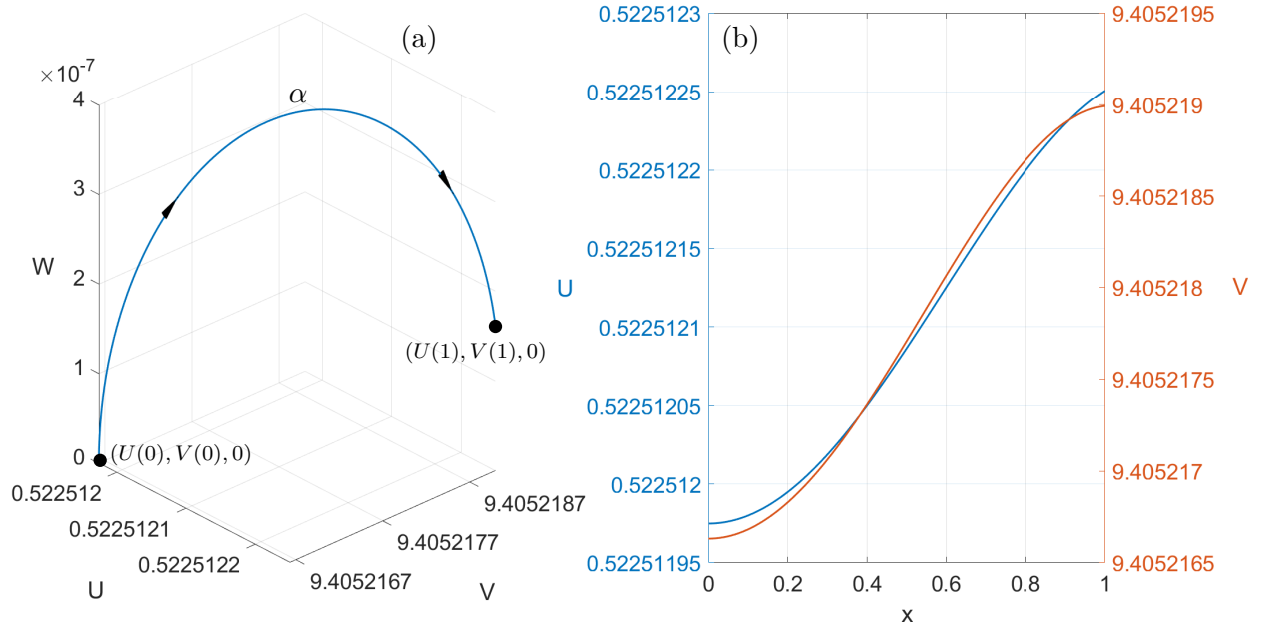 (a)
×10⁻⁷
α
4
3
W
2
1
0
(U(1), V(1), 0)
(U(0), V(0), 0)
0.522512
0.5225121
0.5225122
U
9.4052187
9.4052177
9.4052167
V
(b)
0.5225123
0.52251225
0.5225122
0.52251215
U
0.5225121
0.52251205
0.522512
0.52251195
9.4052195
9.405219
9.4052185
9.405218
V
9.4052175
9.405217
9.4052165
0 0.2 0.4 0.6 0.8 1
x